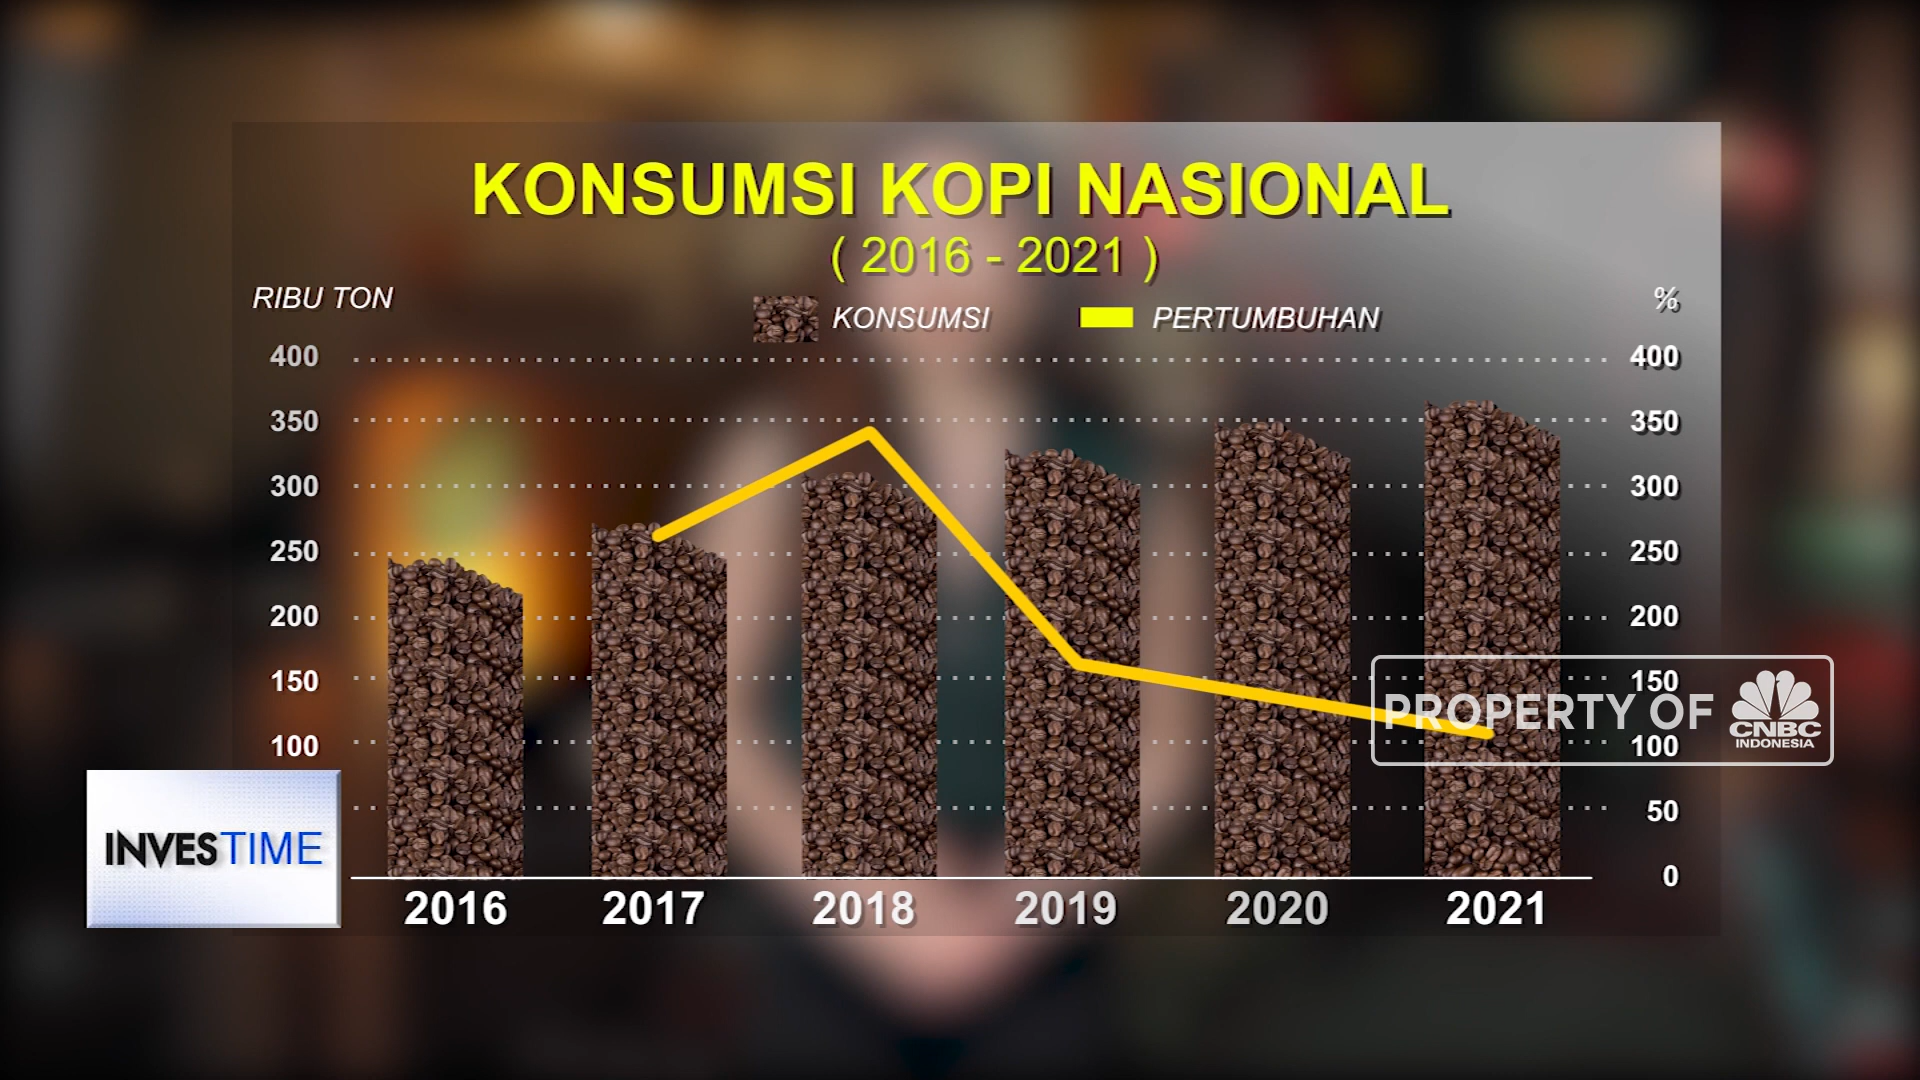 KONSUMSI KOPI NASIONAL
( 2016 - 2021 )
RIBU TON
%
KONSUMSI
PERTUMBUHAN
400
400
350
350
300
300
250
250
200
200
150
150
PROPERTY OF CNBC
INDONESIA
100
100
50
INVESTIME
0
2016 2017 2018 2019 2020 2021